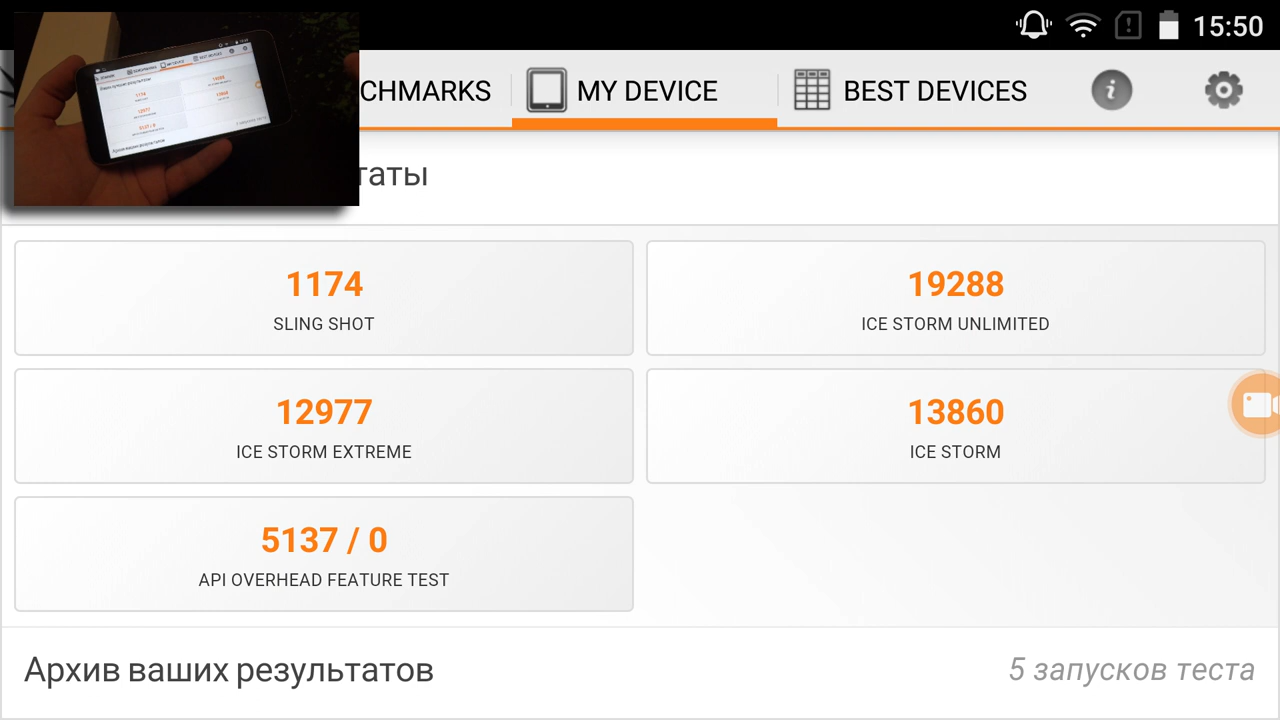 15:50
CHMARKS
MY DEVICE
BEST DEVICES
таты
1174
SLING SHOT
19288
ICE STORM UNLIMITED
12977
ICE STORM EXTREME
13860
ICE STORM
5137 / 0
API OVERHEAD FEATURE TEST
Архив ваших результатов
5 запусков теста